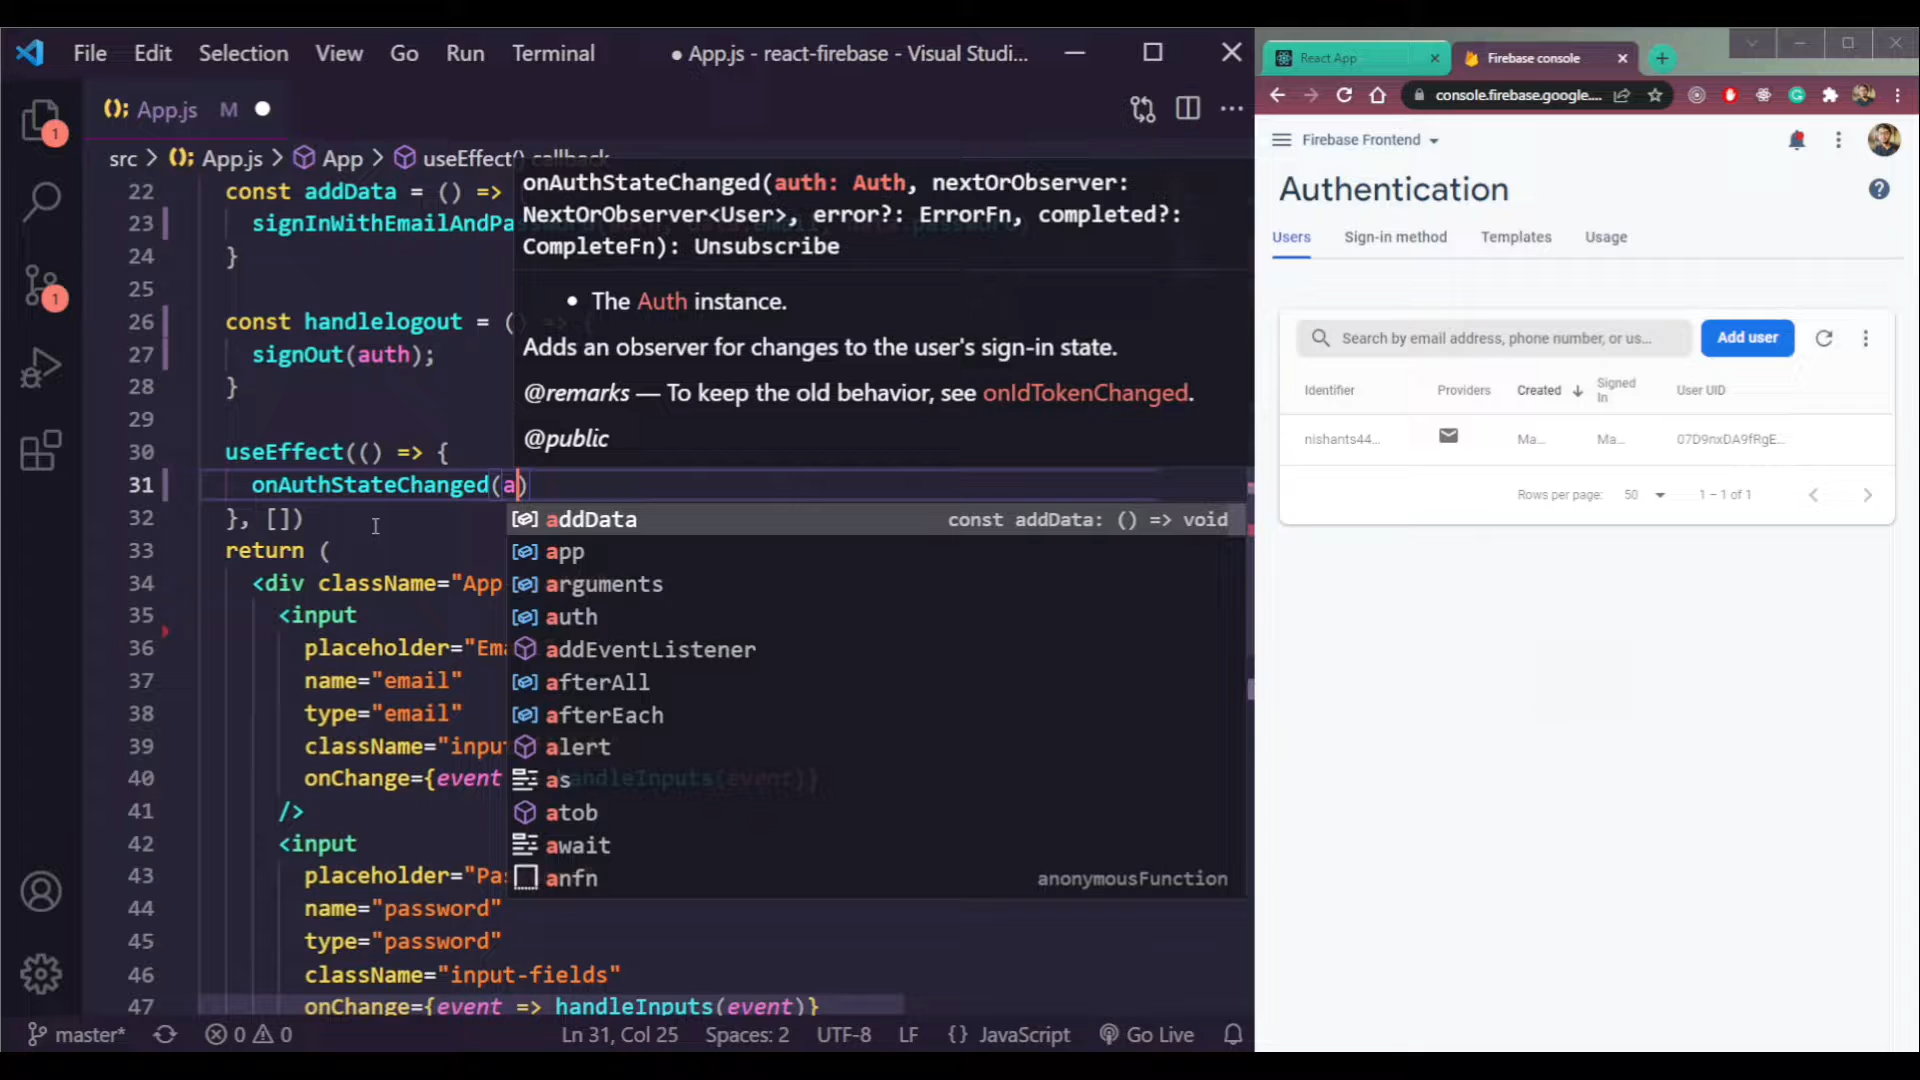 File Edit Selection View Go Run Terminal
● App.js - react-firebase - Visual Studi...
App.js M
src > App.js > App > useEffect() callback
22 const addData = () =>
23 signInWithEmailAndPa
24 }
25
26 const handlelogout = () => {
27 signOut(auth);
28 }
29
30 useEffect(() => {
31 onAuthStateChanged(a)
32 }, [])
33 return (
34 <div className="App
35 <input
36 placeholder="Ema
37 name="email"
38 type="email"
39 className="input
40 onChange={event handleInputs(event)}
41 />
42 <input
43 placeholder="Pas
44 name="password"
45 type="password"
46 className="input-fields"
47 onChange={event => handleInputs(event)}
onAuthStateChanged(auth: Auth, nextOrObserver:
NextOrObserver<User>, error?: ErrorFn, completed?:
CompleteFn): Unsubscribe
• The Auth instance.
Adds an observer for changes to the user's sign-in state.
@remarks — To keep the old behavior, see onIdTokenChanged.
@public
addData const addData: () => void
app
arguments
auth
addEventListener
afterAll
afterEach
alert
as
atob
await
anfn anonymousFunction
1
1
master* 0 0 Ln 31, Col 25 Spaces: 2 UTF-8 LF {} JavaScript Go Live
React App Firebase console
console.firebase.google....
Firebase Frontend
Authentication
Users Sign-in method Templates Usage
Search by email address, phone number, or us... Add user
Identifier Providers Created Signed In User UID
nishants44... Ma... Ma... 07D9nxDA9fRgE...
Rows per page: 50 1 – 1 of 1